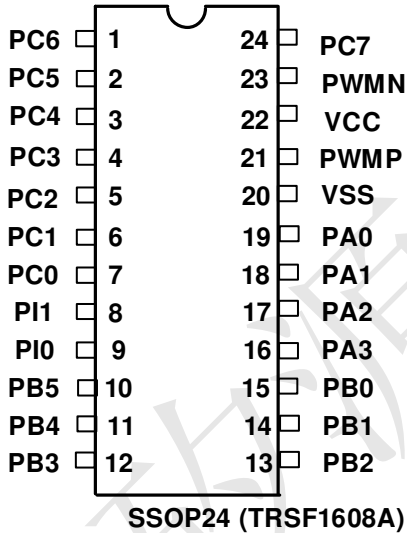 PC6 1 24 PC7
PC5 2 23 PWMN
PC4 3 22 VCC
PC3 4 21 PWMP
PC2 5 20 VSS
PC1 6 19 PA0
PC0 7 18 PA1
PI1 8 17 PA2
PI0 9 16 PA3
PB5 10 15 PB0
PB4 11 14 PB1
PB3 12 13 PB2
SSOP24 (TRSF1608A)